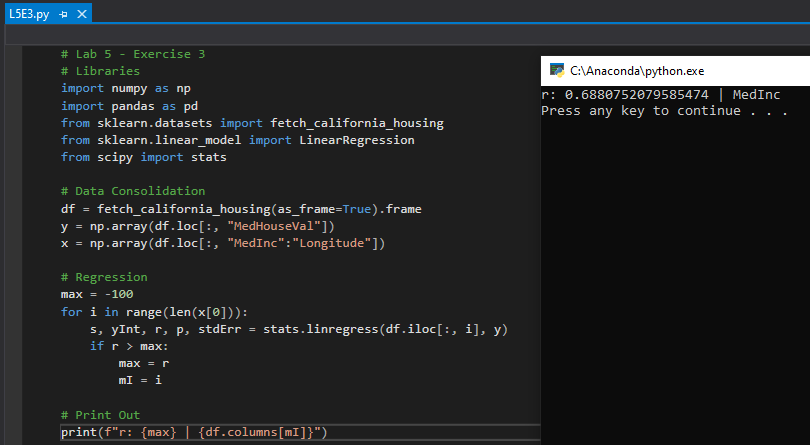 L5E3.py
# Lab 5 - Exercise 3
# Libraries
import numpy as np
import pandas as pd
from sklearn.datasets import fetch_california_housing
from sklearn.linear_model import LinearRegression
from scipy import stats
# Data Consolidation
df = fetch_california_housing(as_frame=True).frame
y = np.array(df.loc[:, "MedHouseVal"])
x = np.array(df.loc[:, "MedInc":"Longitude"])
# Regression
max = -100
for i in range(len(x[0])):
    s, yInt, r, p, stdErr = stats.linregress(df.iloc[:, i], y)
    if r > max:
        max = r
        mI = i
# Print Out
print(f"r: {max} | {df.columns[mI]}")
C:\Anaconda\python.exe
r: 0.6880752079585474 | MedInc
Press any key to continue . . .